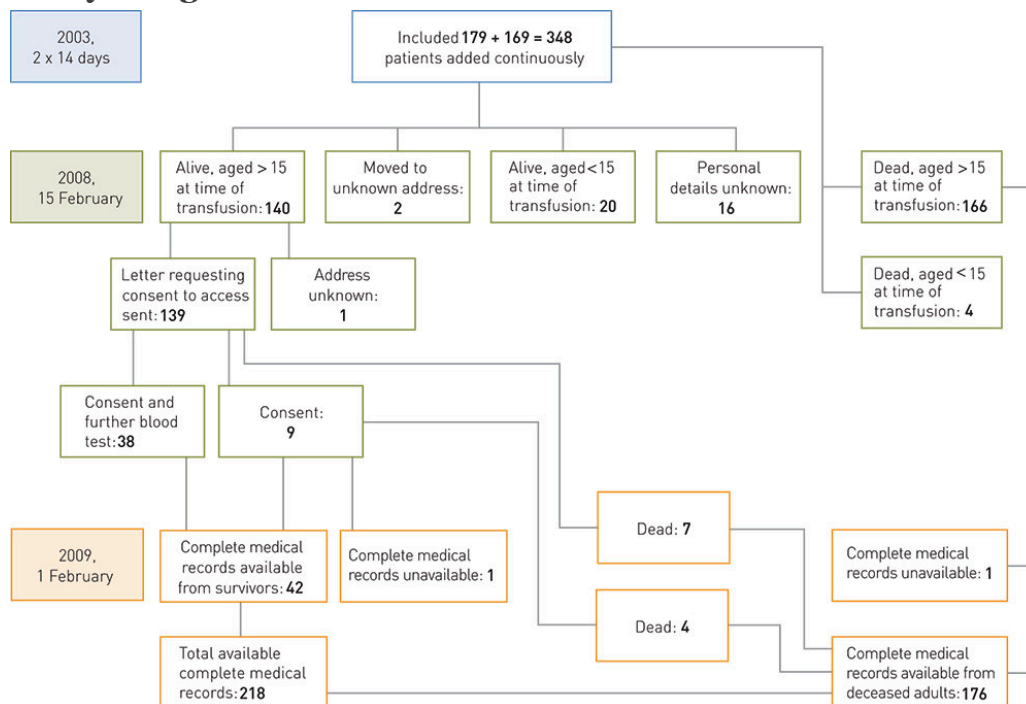 2003,
2 x 14 days
Included 179 + 169 = 348
patients added continuously
2008,
15 February
Alive, aged > 15
at time of
transfusion: 140
Moved to
unknown address:
2
Alive, aged <15
at time of
transfusion: 20
Personal
details unknown:
16
Dead, aged >15
at time of
transfusion: 166
Letter requesting
consent to access
sent: 139
Address
unknown:
1
Dead, aged <15
at time of
transfusion: 4
Consent and
further blood
test: 38
Consent:
9
2009,
1 February
Complete medical
records available
from survivors: 42
Complete medical
records unavailable: 1
Dead: 7
Complete medical
records unavailable: 1
Dead: 4
Total available
complete medical
records: 218
Complete medical
records available from
deceased adults: 176